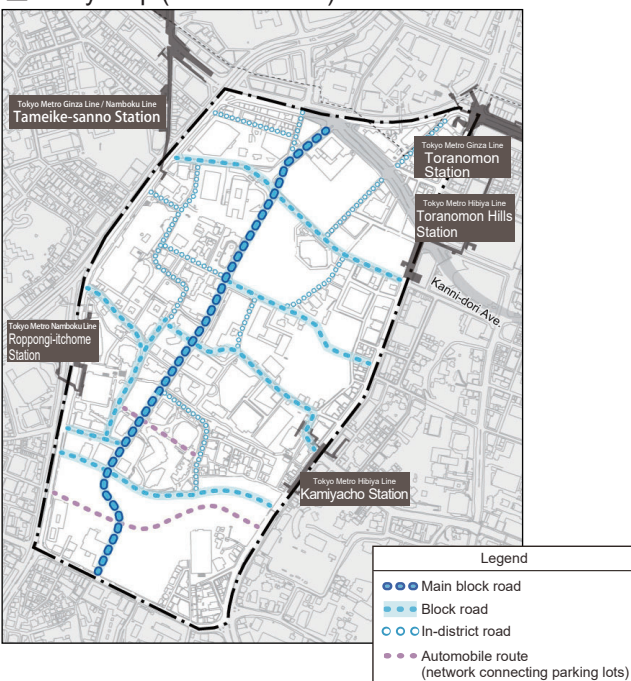 Tokyo Metro Ginza Line / Namboku Line
Tameike-sanno Station
Tokyo Metro Ginza Line
Toranomon
Station
Tokyo Metro Hibiya Line
Toranomon Hills
Station
Kanni-dori Ave.
Tokyo Metro Namboku Line
Roppongi-itchome
Station
Tokyo Metro Hibiya Line
Kamiyacho Station
Legend
Main block road
Block road
In-district road
Automobile route
(network connecting parking lots)